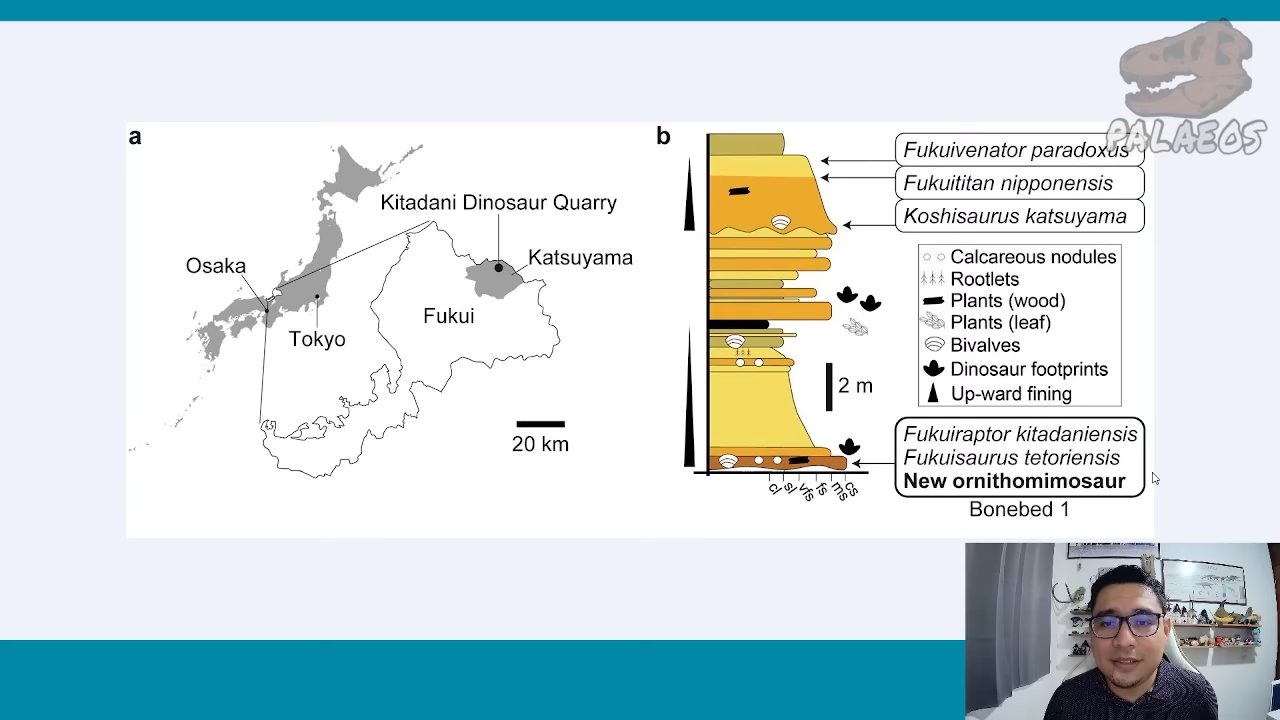 PALAEOS
a
Kitadani Dinosaur Quarry
Osaka
Katsuyama
Fukui
Tokyo
20 km
b
Fukuivenator paradoxus
Fukuititan nipponensis
Koshisaurus katsuyama
Calcareous nodules
Rootlets
Plants (wood)
Plants (leaf)
Bivalves
Dinosaur footprints
Up-ward fining
2 m
Fukuiraptor kitadaniensis
Fukuisaurus tetoriensis
New ornithomimosaur
Bonebed 1
cl
sl
vfs
fs
ms
cs